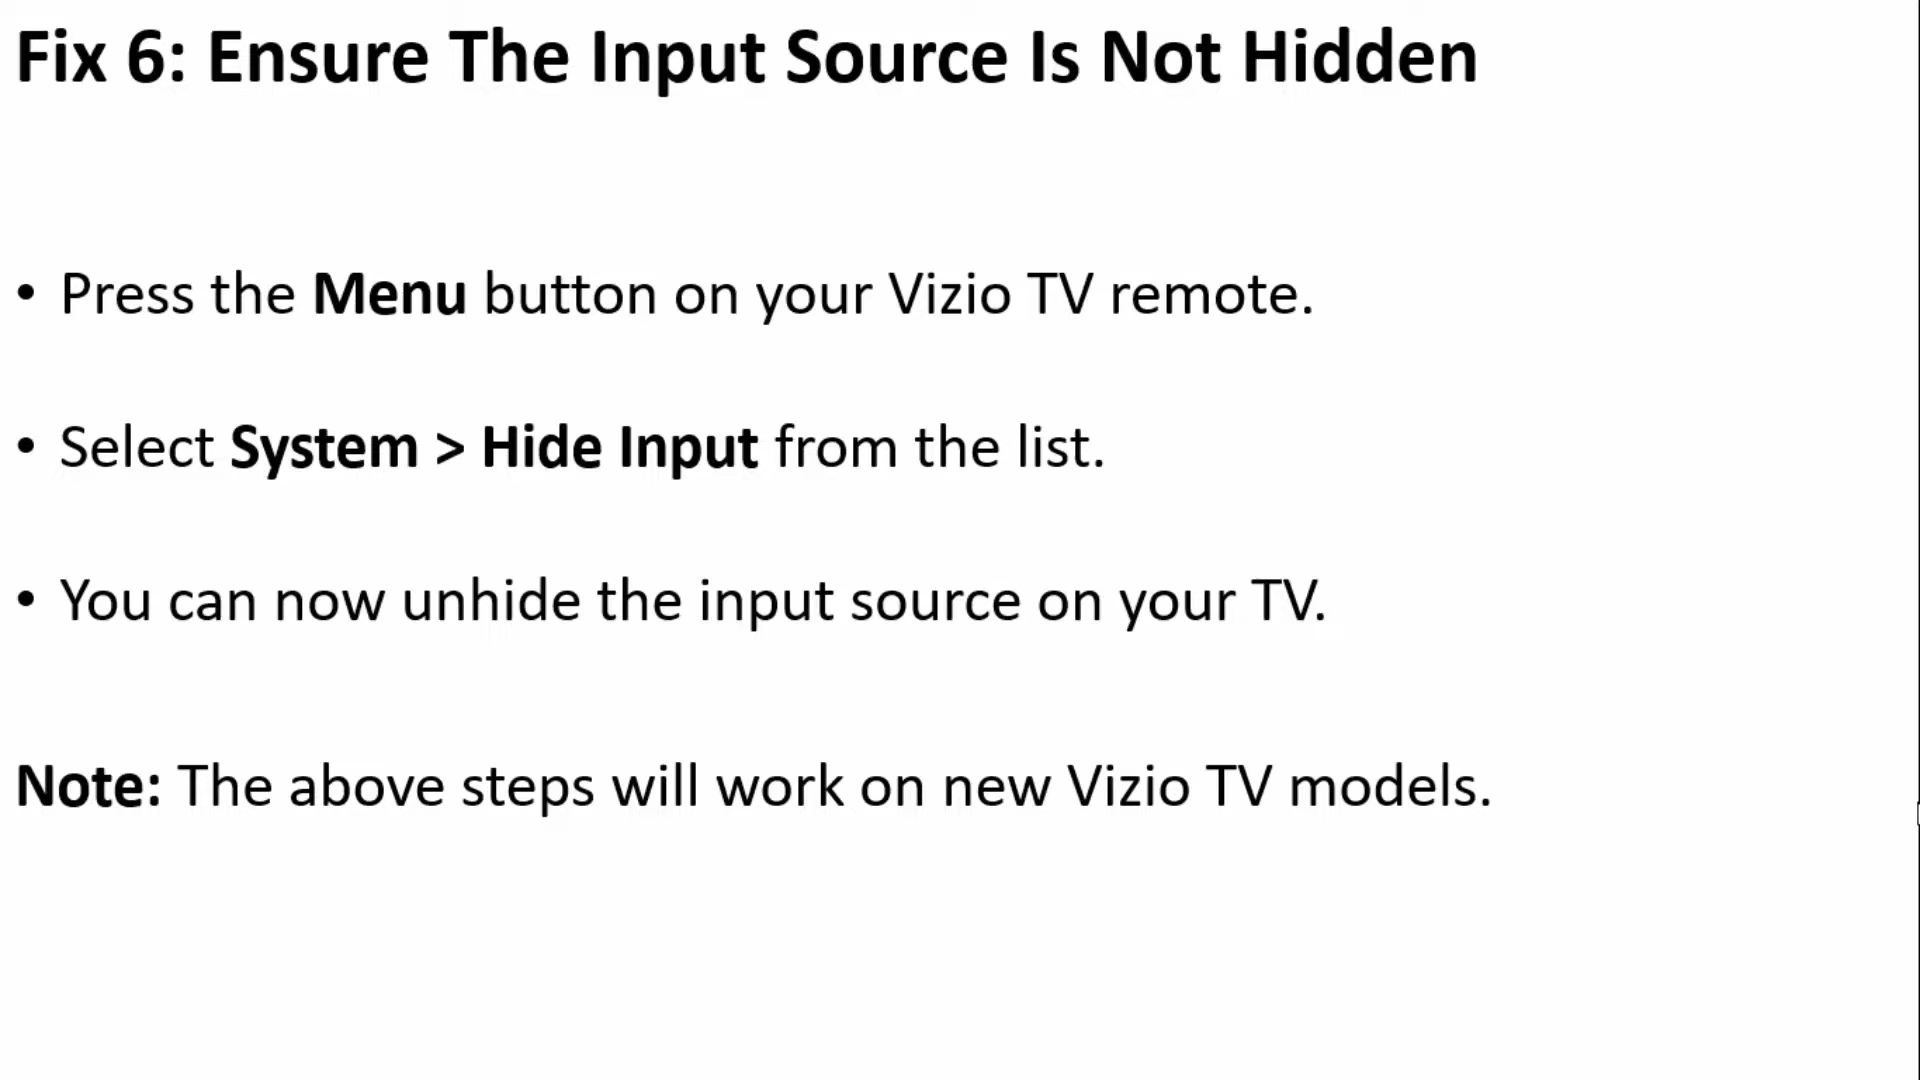 Fix 6: Ensure The Input Source Is Not Hidden
• Press the Menu button on your Vizio TV remote.
• Select System > Hide Input from the list.
• You can now unhide the input source on your TV.
Note: The above steps will work on new Vizio TV models.